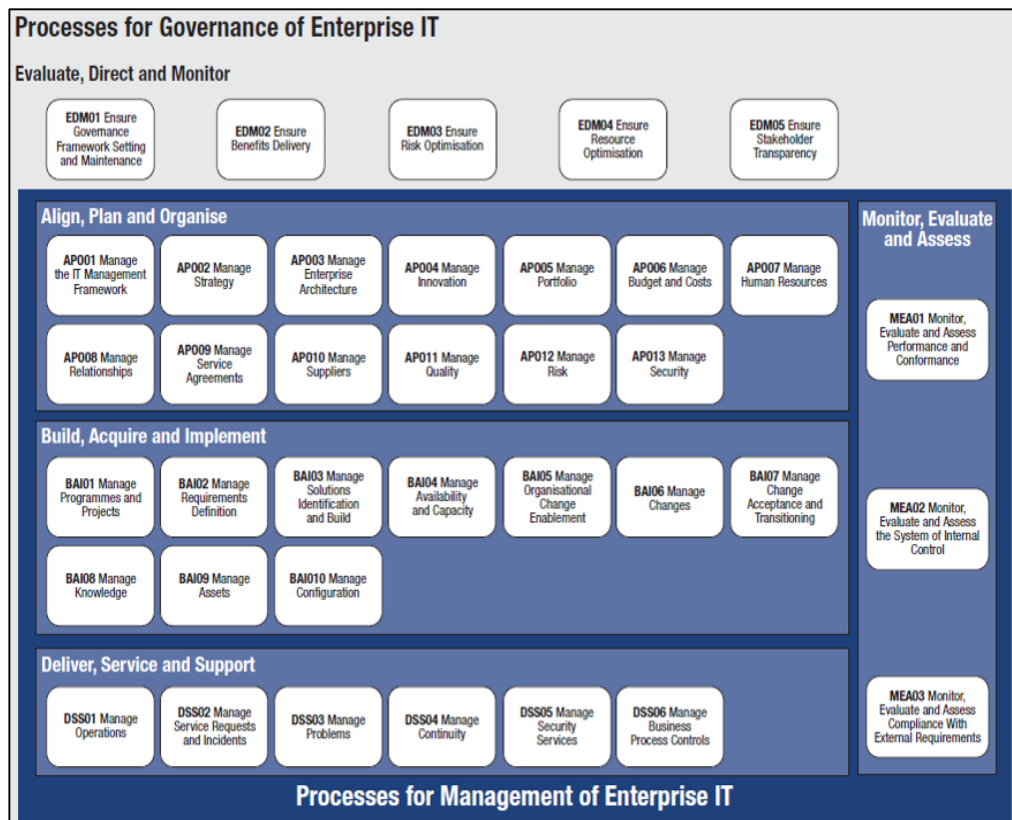 Processes for Governance of Enterprise IT
Evaluate, Direct and Monitor
EDM01 Ensure
Governance
Framework Setting
and Maintenance
EDM02 Ensure
Benefits Delivery
EDM03 Ensure
Risk Optimisation
EDM04 Ensure
Resource
Optimisation
EDM05 Ensure
Stakeholder
Transparency
Align, Plan and Organise
AP001 Manage
the IT Management
Framework
AP002 Manage
Strategy
AP003 Manage
Enterprise
Architecture
AP004 Manage
Innovation
AP005 Manage
Portfolio
AP006 Manage
Budget and Costs
AP007 Manage
Human Resources
AP008 Manage
Relationships
AP009 Manage
Service
Agreements
AP010 Manage
Suppliers
AP011 Manage
Quality
AP012 Manage
Risk
AP013 Manage
Security
Build, Acquire and Implement
BAI01 Manage
Programmes and
Projects
BAI02 Manage
Requirements
Definition
BAI03 Manage
Solutions
Identification
and Build
BAI04 Manage
Availability
and Capacity
BAI05 Manage
Organisational
Change
Enablement
BAI06 Manage
Changes
BAI07 Manage
Change
Acceptance and
Transitioning
BAI08 Manage
Knowledge
BAI09 Manage
Assets
BAI010 Manage
Configuration
Deliver, Service and Support
DSS01 Manage
Operations
DSS02 Manage
Service Requests
and Incidents
DSS03 Manage
Problems
DSS04 Manage
Continuity
DSS05 Manage
Security
Services
DSS06 Manage
Business
Process Controls
Monitor, Evaluate
and Assess
MEA01 Monitor,
Evaluate and Assess
Performance and
Conformance
MEA02 Monitor,
Evaluate and Assess
the System of Internal
Control
MEA03 Monitor,
Evaluate and Assess
Compliance With
External Requirements
Processes for Management of Enterprise IT